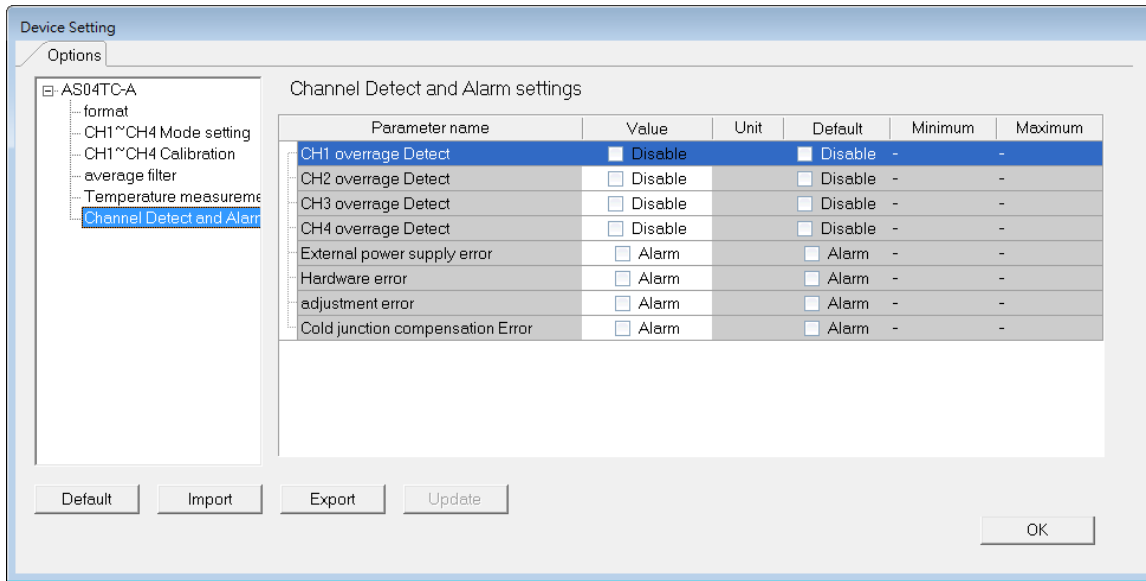 Device Setting
Options
AS04TC-A
format
CH1~CH4 Mode setting
CH1~CH4 Calibration
average filter
Temperature measureme
Channel Detect and Alarr
Channel Detect and Alarm settings
Parameter name Value Unit Default Minimum Maximum
CH1 overrage Detect Disable Disable - -
CH2 overrage Detect Disable Disable - -
CH3 overrage Detect Disable Disable - -
CH4 overrage Detect Disable Disable - -
External power supply error Alarm Alarm - -
Hardware error Alarm Alarm - -
adjustment error Alarm Alarm - -
Cold junction compensation Error Alarm Alarm - -
Default Import Export Update
OK